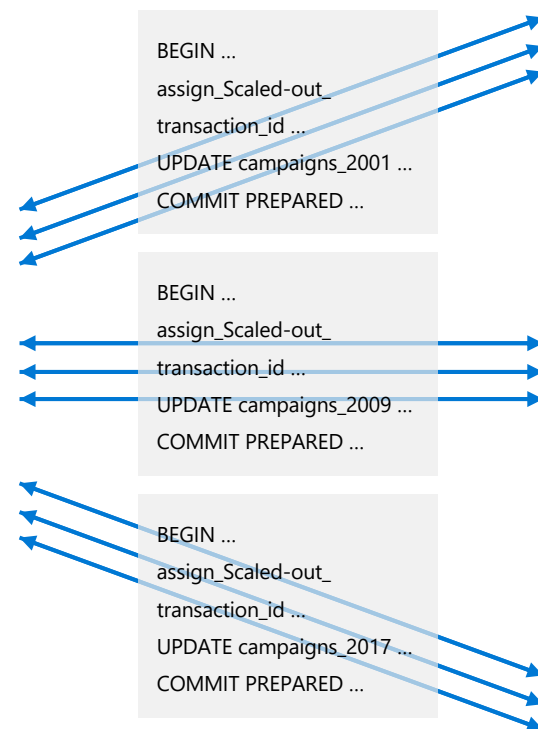 BEGIN …
assign_Scaled-out_
transaction_id …
UPDATE campaigns_2001 …
COMMIT PREPARED …
BEGIN …
assign_Scaled-out_
transaction_id …
UPDATE campaigns_2009 …
COMMIT PREPARED …
BEGIN …
assign_Scaled-out_
transaction_id …
UPDATE campaigns_2017 …
COMMIT PREPARED …